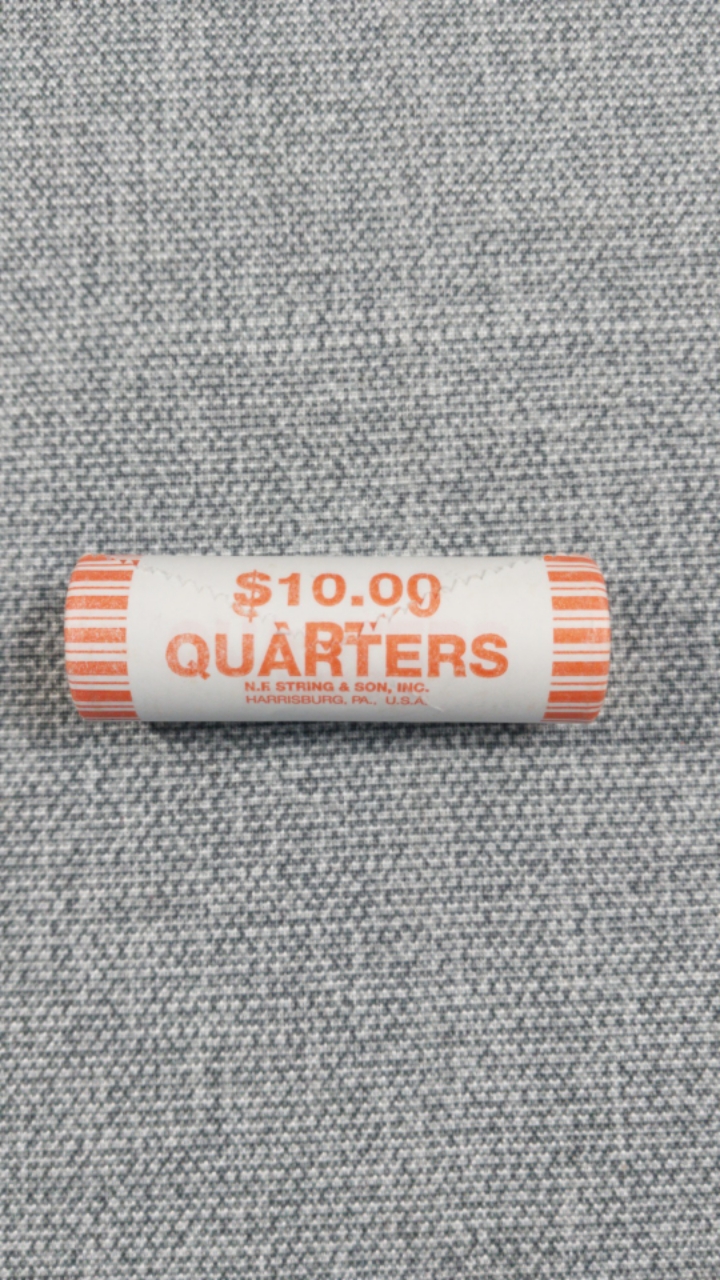 $10.00
QUARTERS
N.F. STRING & SON, INC.
HARRISBURG, PA., U.S.A.